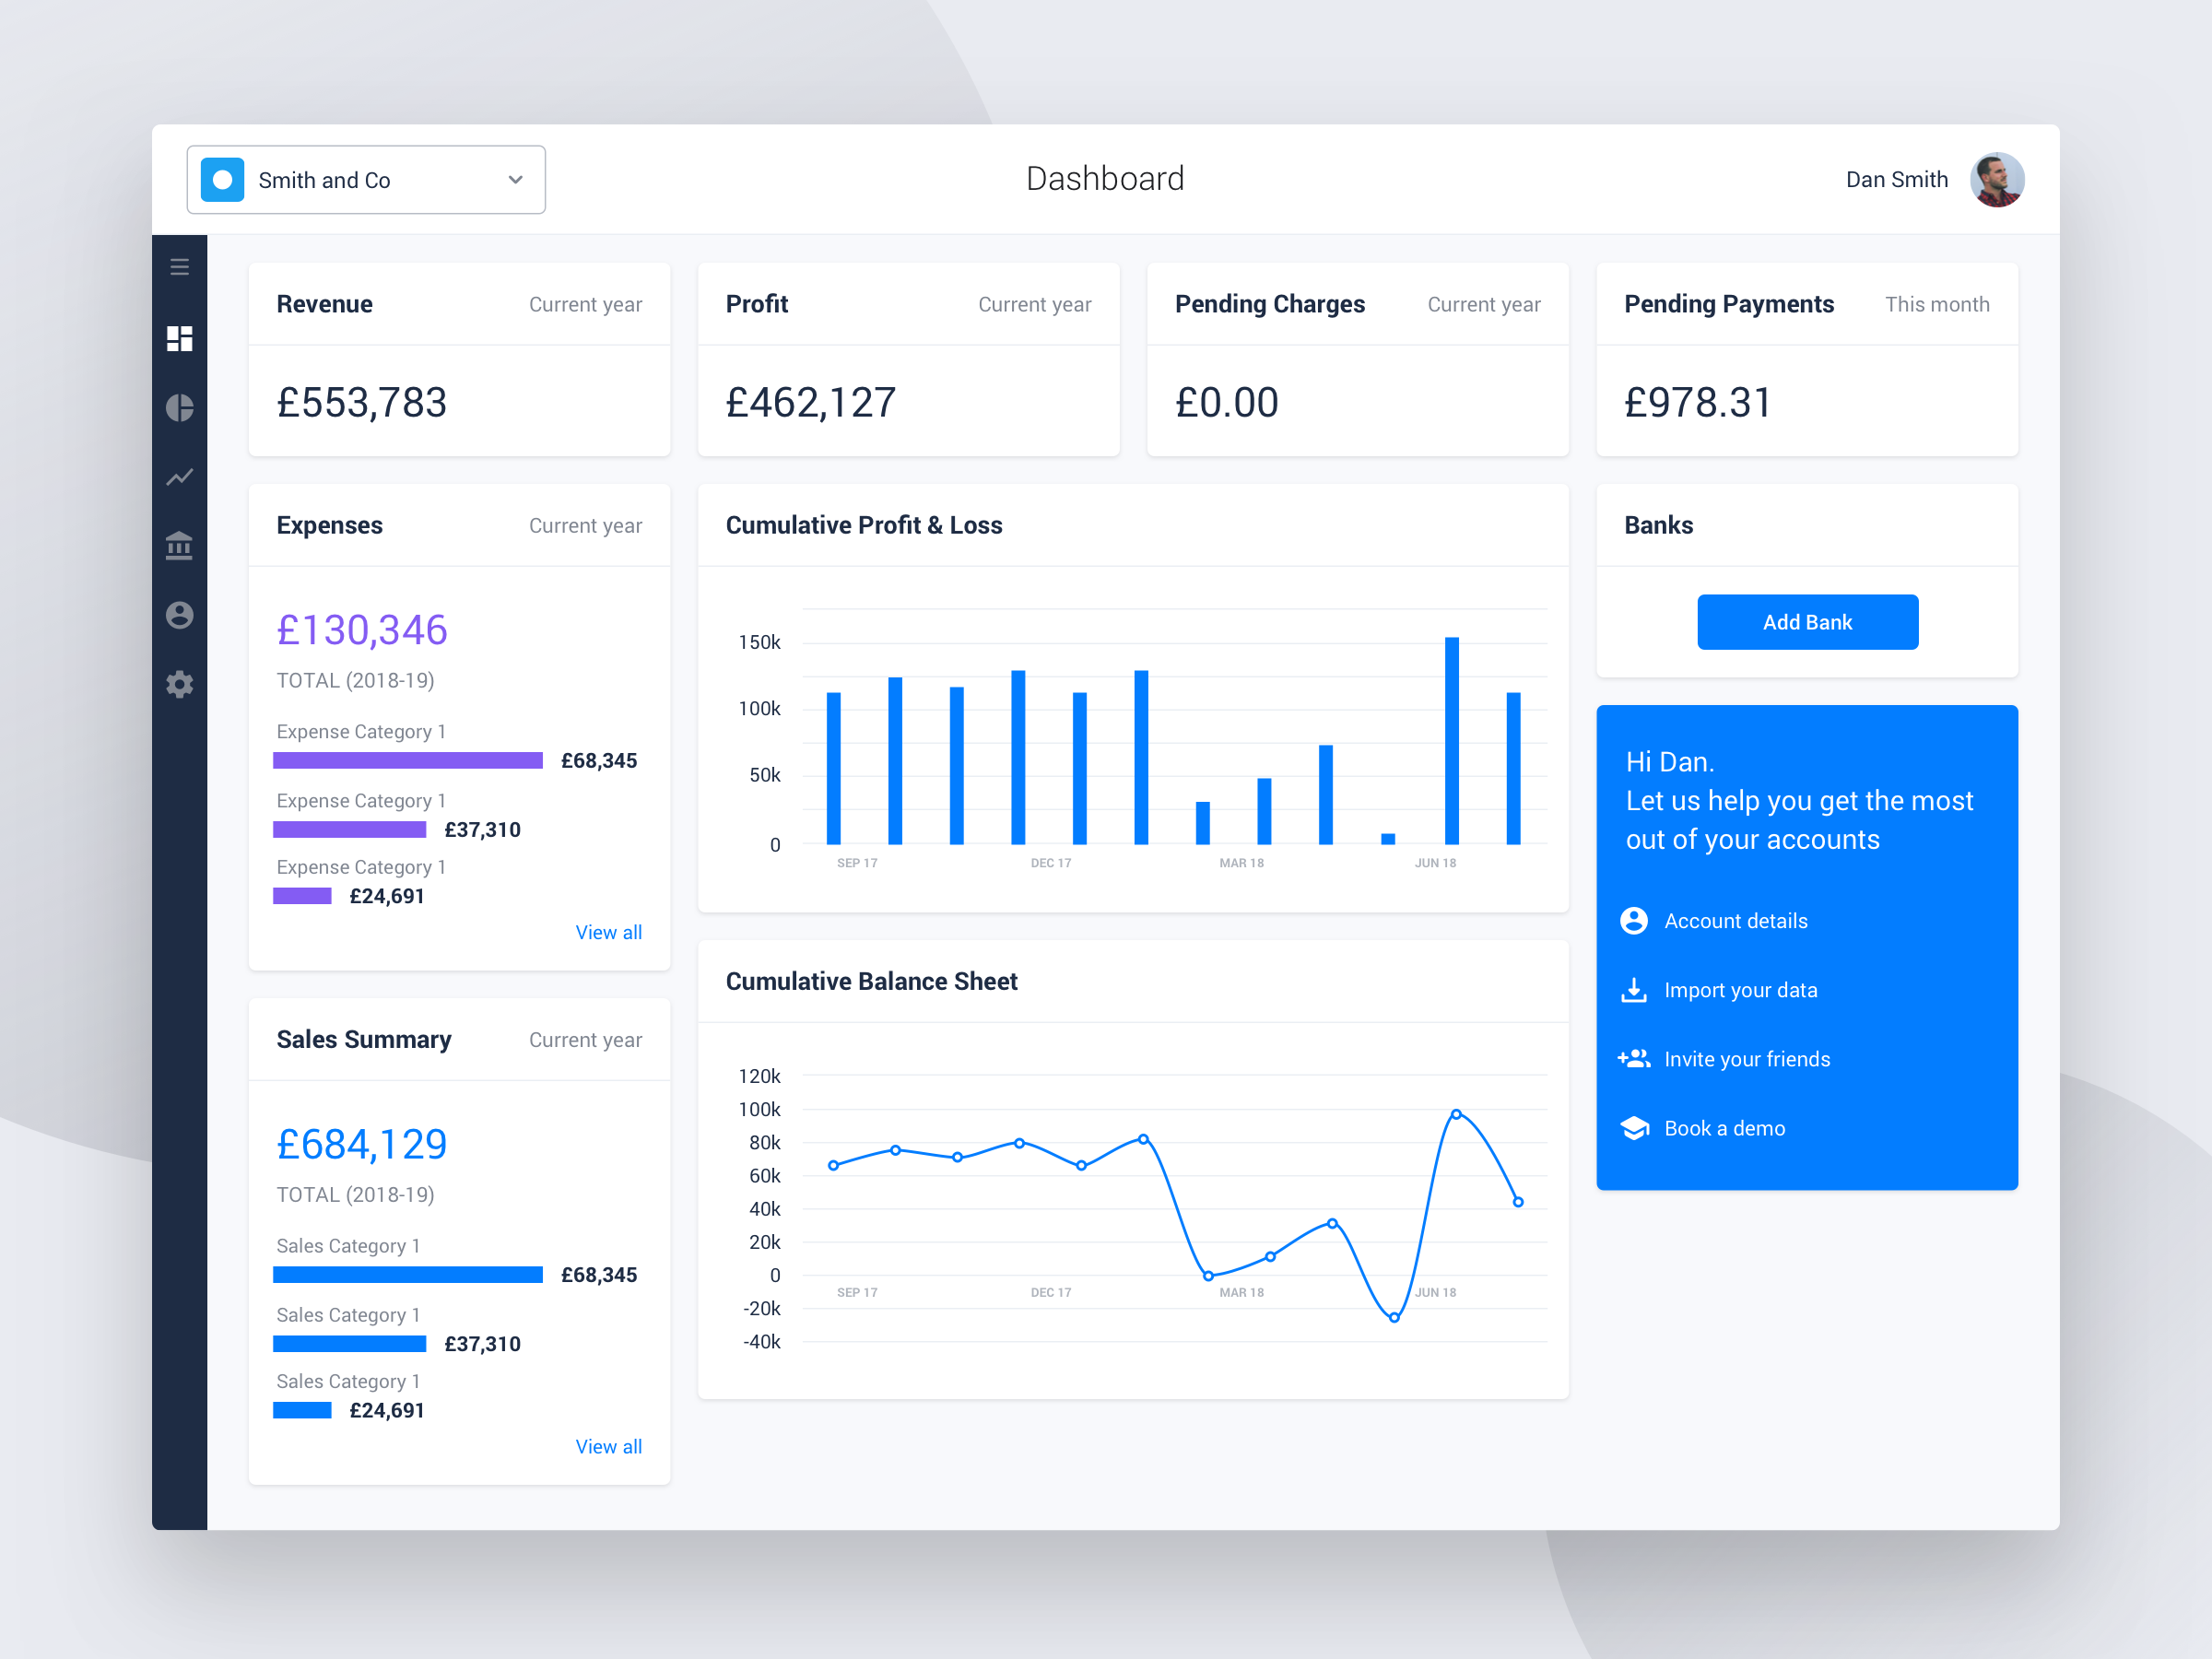 Smith and Co
Dashboard
Dan Smith
Revenue Current year
£553,783
Profit Current year
£462,127
Pending Charges Current year
£0.00
Pending Payments This month
£978.31
Expenses Current year
£130,346
TOTAL (2018-19)
Expense Category 1
£68,345
Expense Category 1
£37,310
Expense Category 1
£24,691
View all
Sales Summary Current year
£684,129
TOTAL (2018-19)
Sales Category 1
£68,345
Sales Category 1
£37,310
Sales Category 1
£24,691
View all
Cumulative Profit & Loss
150k
100k
50k
0
SEP 17 DEC 17 MAR 18 JUN 18
Cumulative Balance Sheet
120k
100k
80k
60k
40k
20k
0
SEP 17 DEC 17 MAR 18 JUN 18
-20k
-40k
Banks
Add Bank
Hi Dan.
Let us help you get the most
out of your accounts
Account details
Import your data
Invite your friends
Book a demo